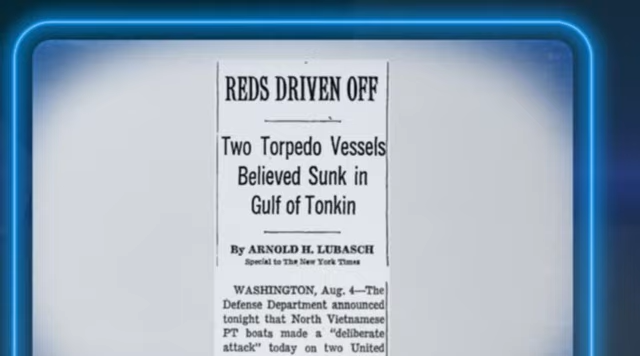 REDS DRIVEN OFF
Two Torpedo Vessels
Believed Sunk in
Gulf of Tonkin
By ARNOLD H. LUBASCH
Special to The New York Times
WASHINGTON, Aug. 4—The
Defense Department announced
tonight that North Vietnamese
PT boats made a "deliberate
attack" today on two United